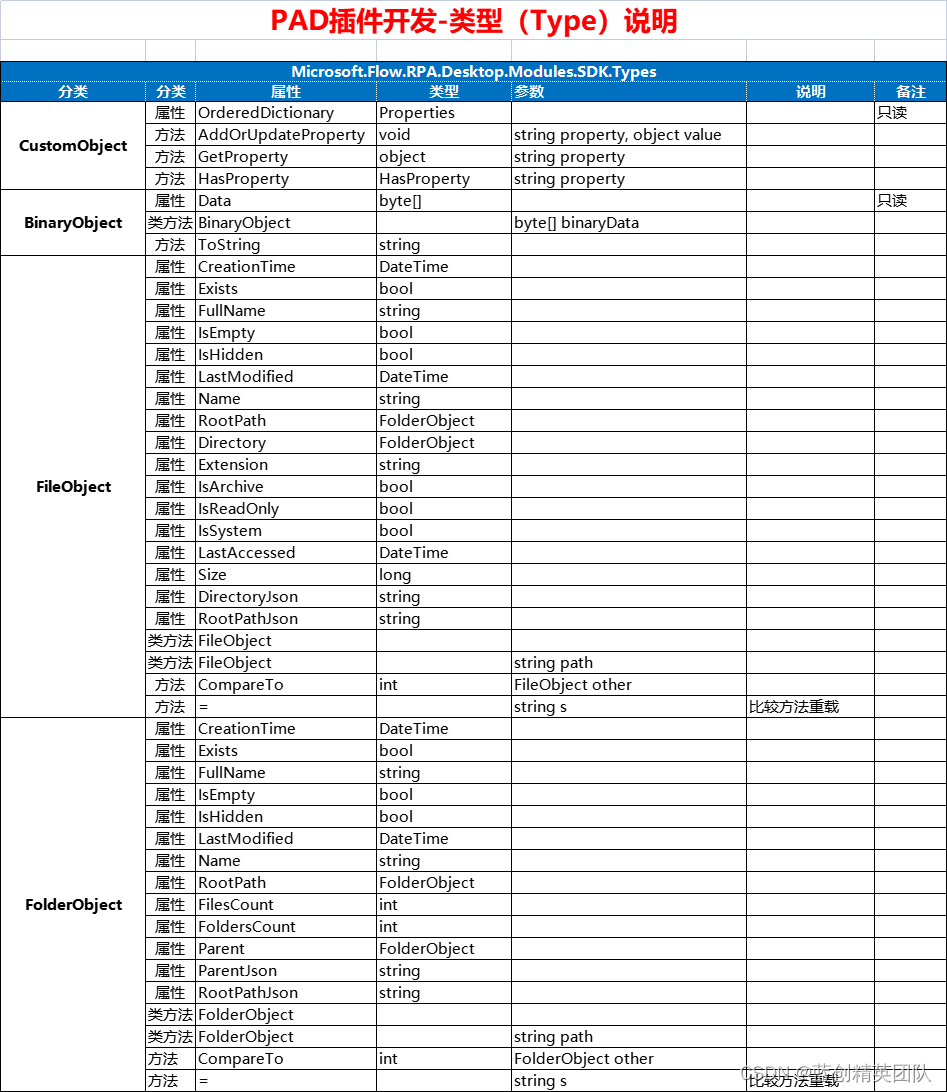 PAD插件开发-类型（Type）说明
Microsoft.Flow.RPA.Desktop.Modules.SDK.Types
分类 分类 属性 类型 参数 说明 备注
CustomObject
属性 OrderedDictionary Properties 只读
方法 AddOrUpdateProperty void string property, object value
方法 GetProperty object string property
方法 HasProperty HasProperty string property
BinaryObject
属性 Data byte[] 只读
类方法 BinaryObject byte[] binaryData
方法 ToString string
FileObject
属性 CreationTime DateTime
属性 Exists bool
属性 FullName string
属性 IsEmpty bool
属性 IsHidden bool
属性 LastModified DateTime
属性 Name string
属性 RootPath FolderObject
属性 Directory FolderObject
属性 Extension string
属性 IsArchive bool
属性 IsReadOnly bool
属性 IsSystem bool
属性 LastAccessed DateTime
属性 Size long
属性 DirectoryJson string
属性 RootPathJson string
类方法 FileObject
类方法 FileObject string path
方法 CompareTo int FileObject other
方法 = string s 比较方法重载
FolderObject
属性 CreationTime DateTime
属性 Exists bool
属性 FullName string
属性 IsEmpty bool
属性 IsHidden bool
属性 LastModified DateTime
属性 Name string
属性 RootPath FolderObject
属性 FilesCount int
属性 FoldersCount int
属性 Parent FolderObject
属性 ParentJson string
属性 RootPathJson string
类方法 FolderObject
类方法 FolderObject string path
方法 CompareTo int FolderObject other
方法 = string s 比较方法重载
CSDN @蓝创精英团队